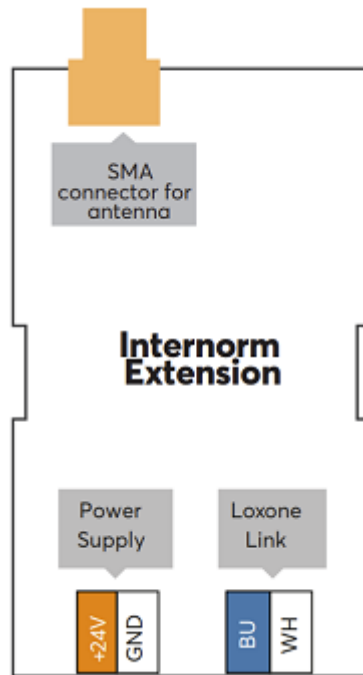 SMA
connector for
antenna
Internorm
Extension
Power
Supply
Loxone
Link
+24V
GND
BU
WH